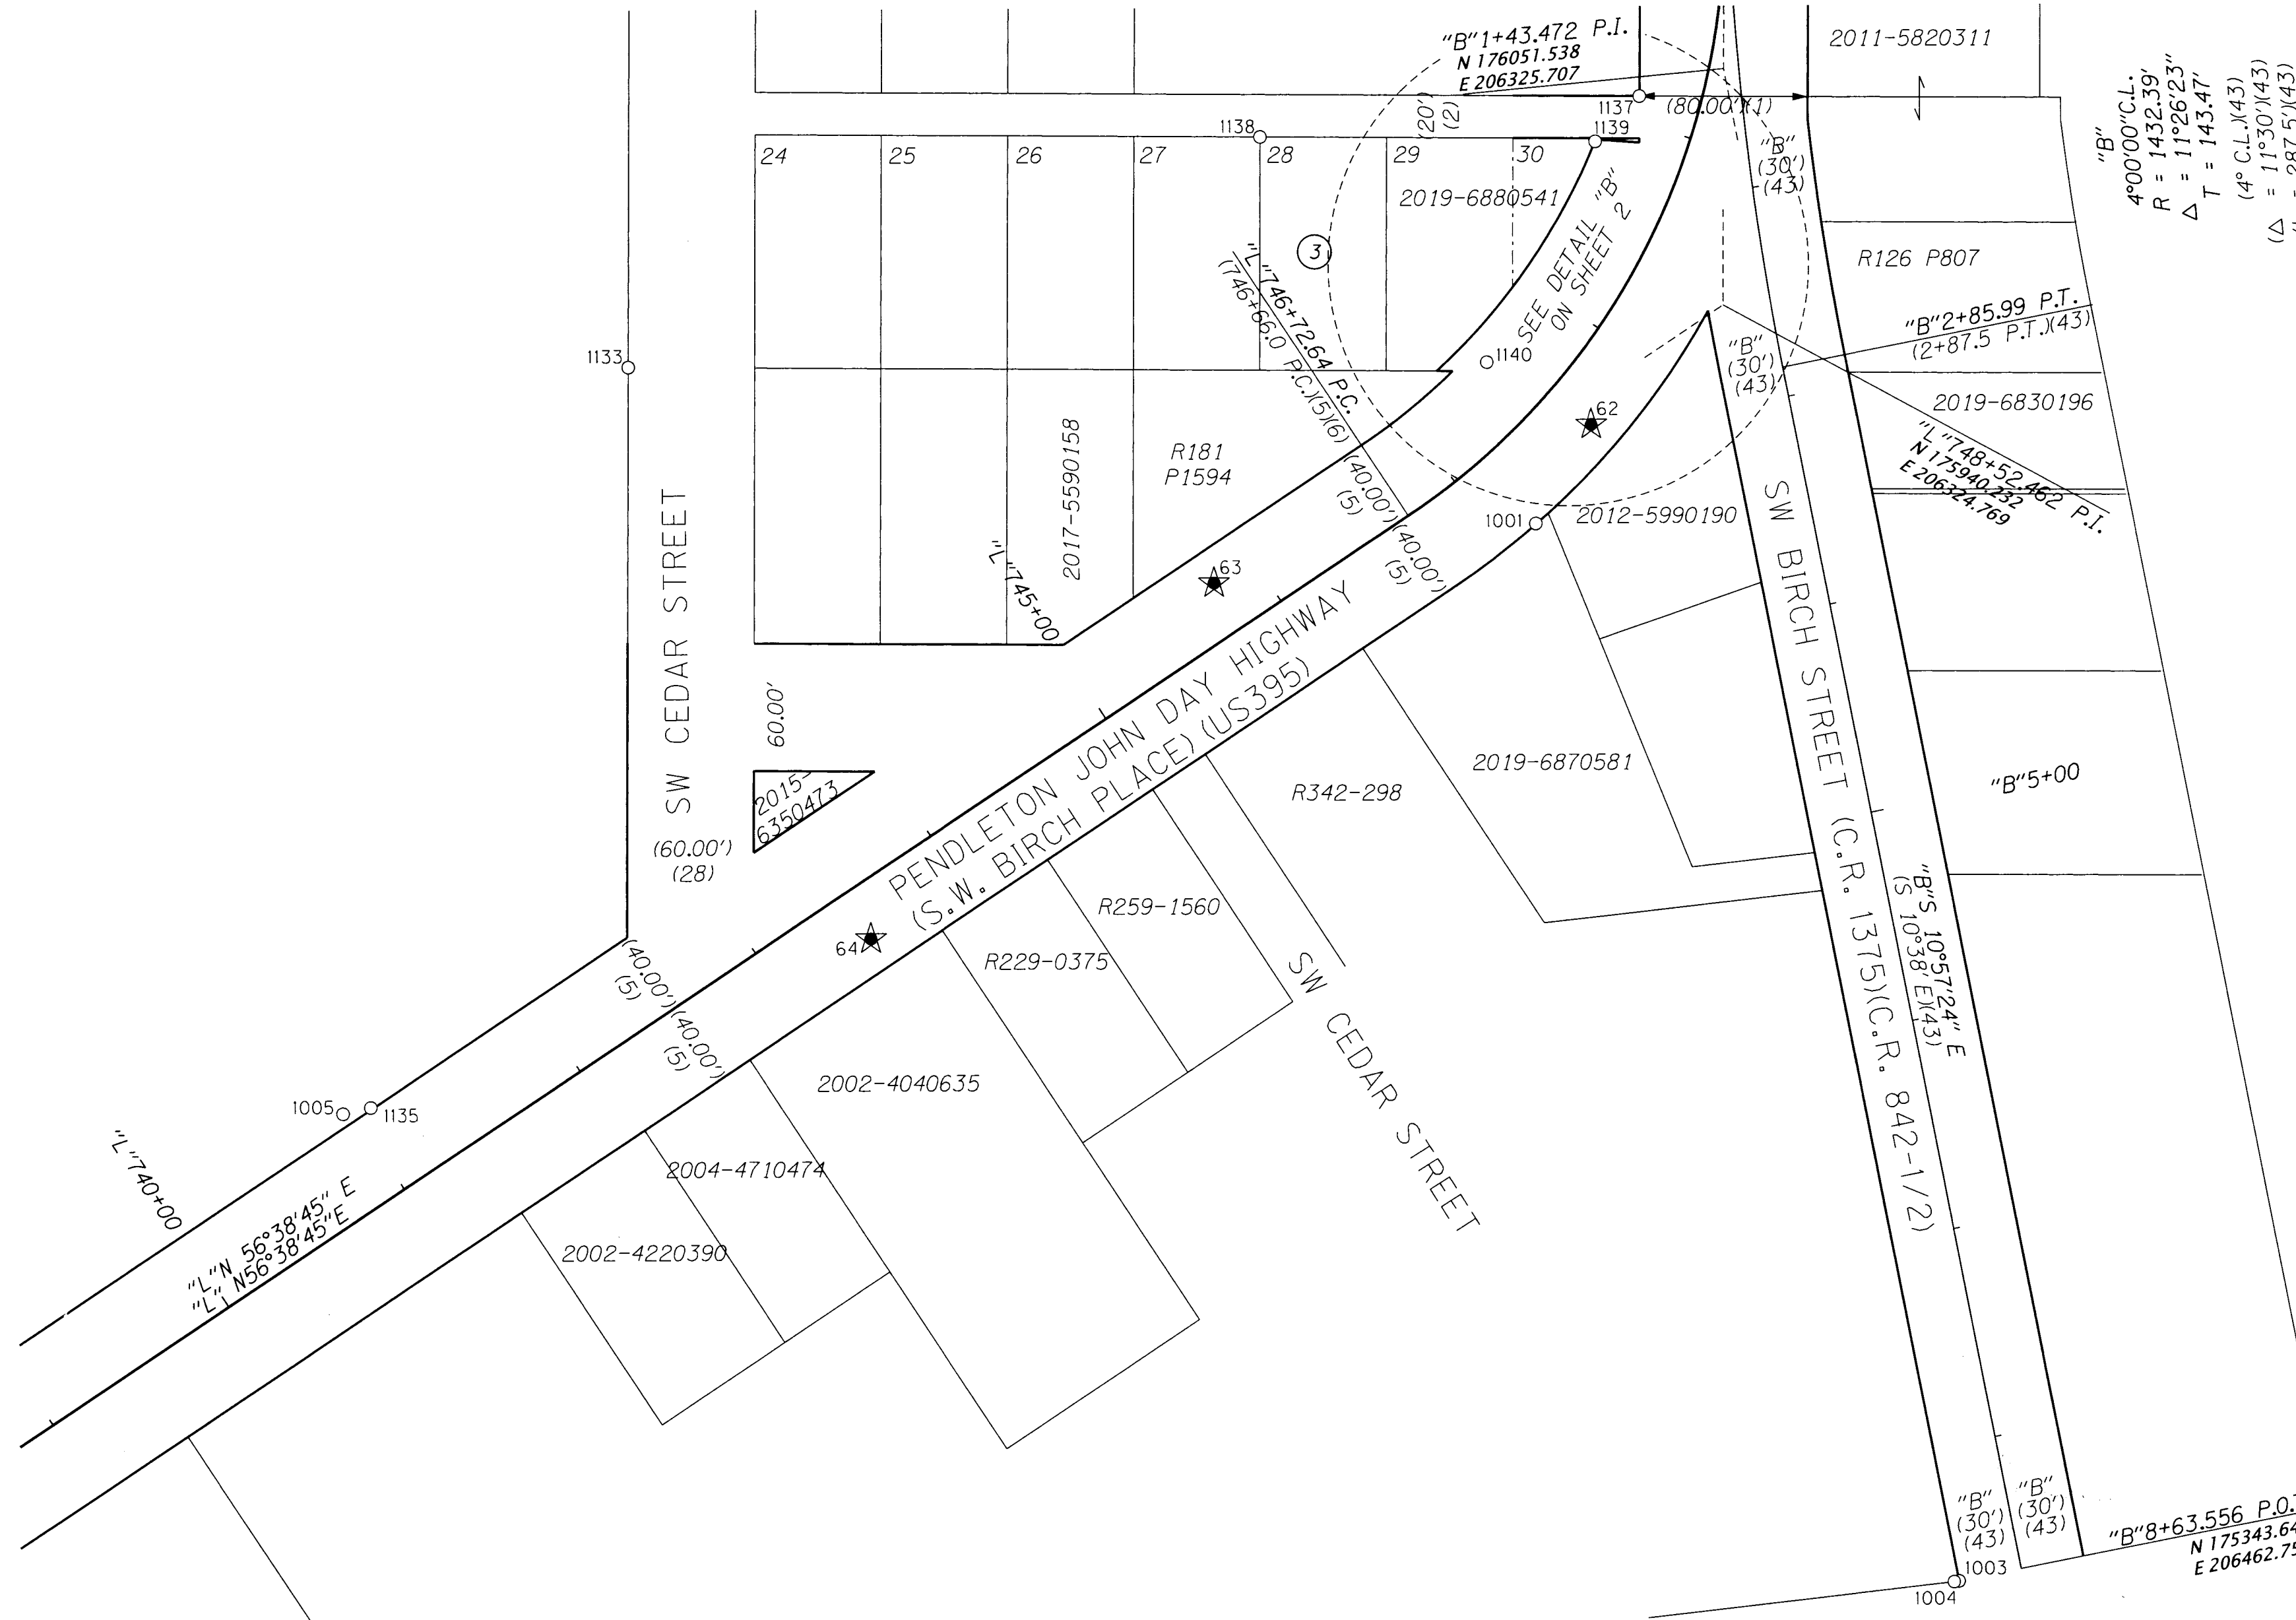 "B"1+43.472 P.I.
N 176051.538
E 206325.707
2011-5820311
"B"
4°00'00"C.L.
R = 1432.39'
Δ = 11°26'23"
T = 143.47'
(4° C.L.)(43)
(Δ = 11°30')(43)
1137
(80.00')(1)
(20')
(2)
1138
1139
24
25
26
27
28
29
30
"B"
(30')
(43)
2019-6880541
SEE DETAIL "B"
ON SHEET 2
3
R126 P807
"L"746+72.64 P.C.
(746+66.0 P.C.)(5)(6)
"B"2+85.99 P.T.
(2+87.5 P.T.)(43)
1133
1140
"B"
(30')
(43)
2019-6830196
62
"L"748+52.462 P.I.
N 175940.232
E 206324.769
2017-5590158
R181
P1594
(40.00')
(5)
(40.00')
(5)
1001
2012-5990190
SW CEDAR STREET
"L"745+00
63
SW BIRCH STREET (C.R. 1375)(C.R. 842-1/2)
60.00'
PENDLETON JOHN DAY HIGHWAY
(S.W. BIRCH PLACE) (US395)
2015-
6350473
(60.00')
(28)
R342-298
2019-6870581
"B"5+00
R259-1560
64
R229-0375
"B"S 10°57'24" E
(S 10°38' E)(43)
(40.00')
(5)
(40.00')
(5)
SW CEDAR STREET
2002-4040635
1005
1135
2004-4710474
"L"740+00
"L"N 56°38'45" E
"L" N56°38'45"E
2002-4220390
"B"
(30')
(43)
"B"
(30')
(43)
"B"8+63.556 P.O.
N 175343.64
E 206462.75
1003
1004